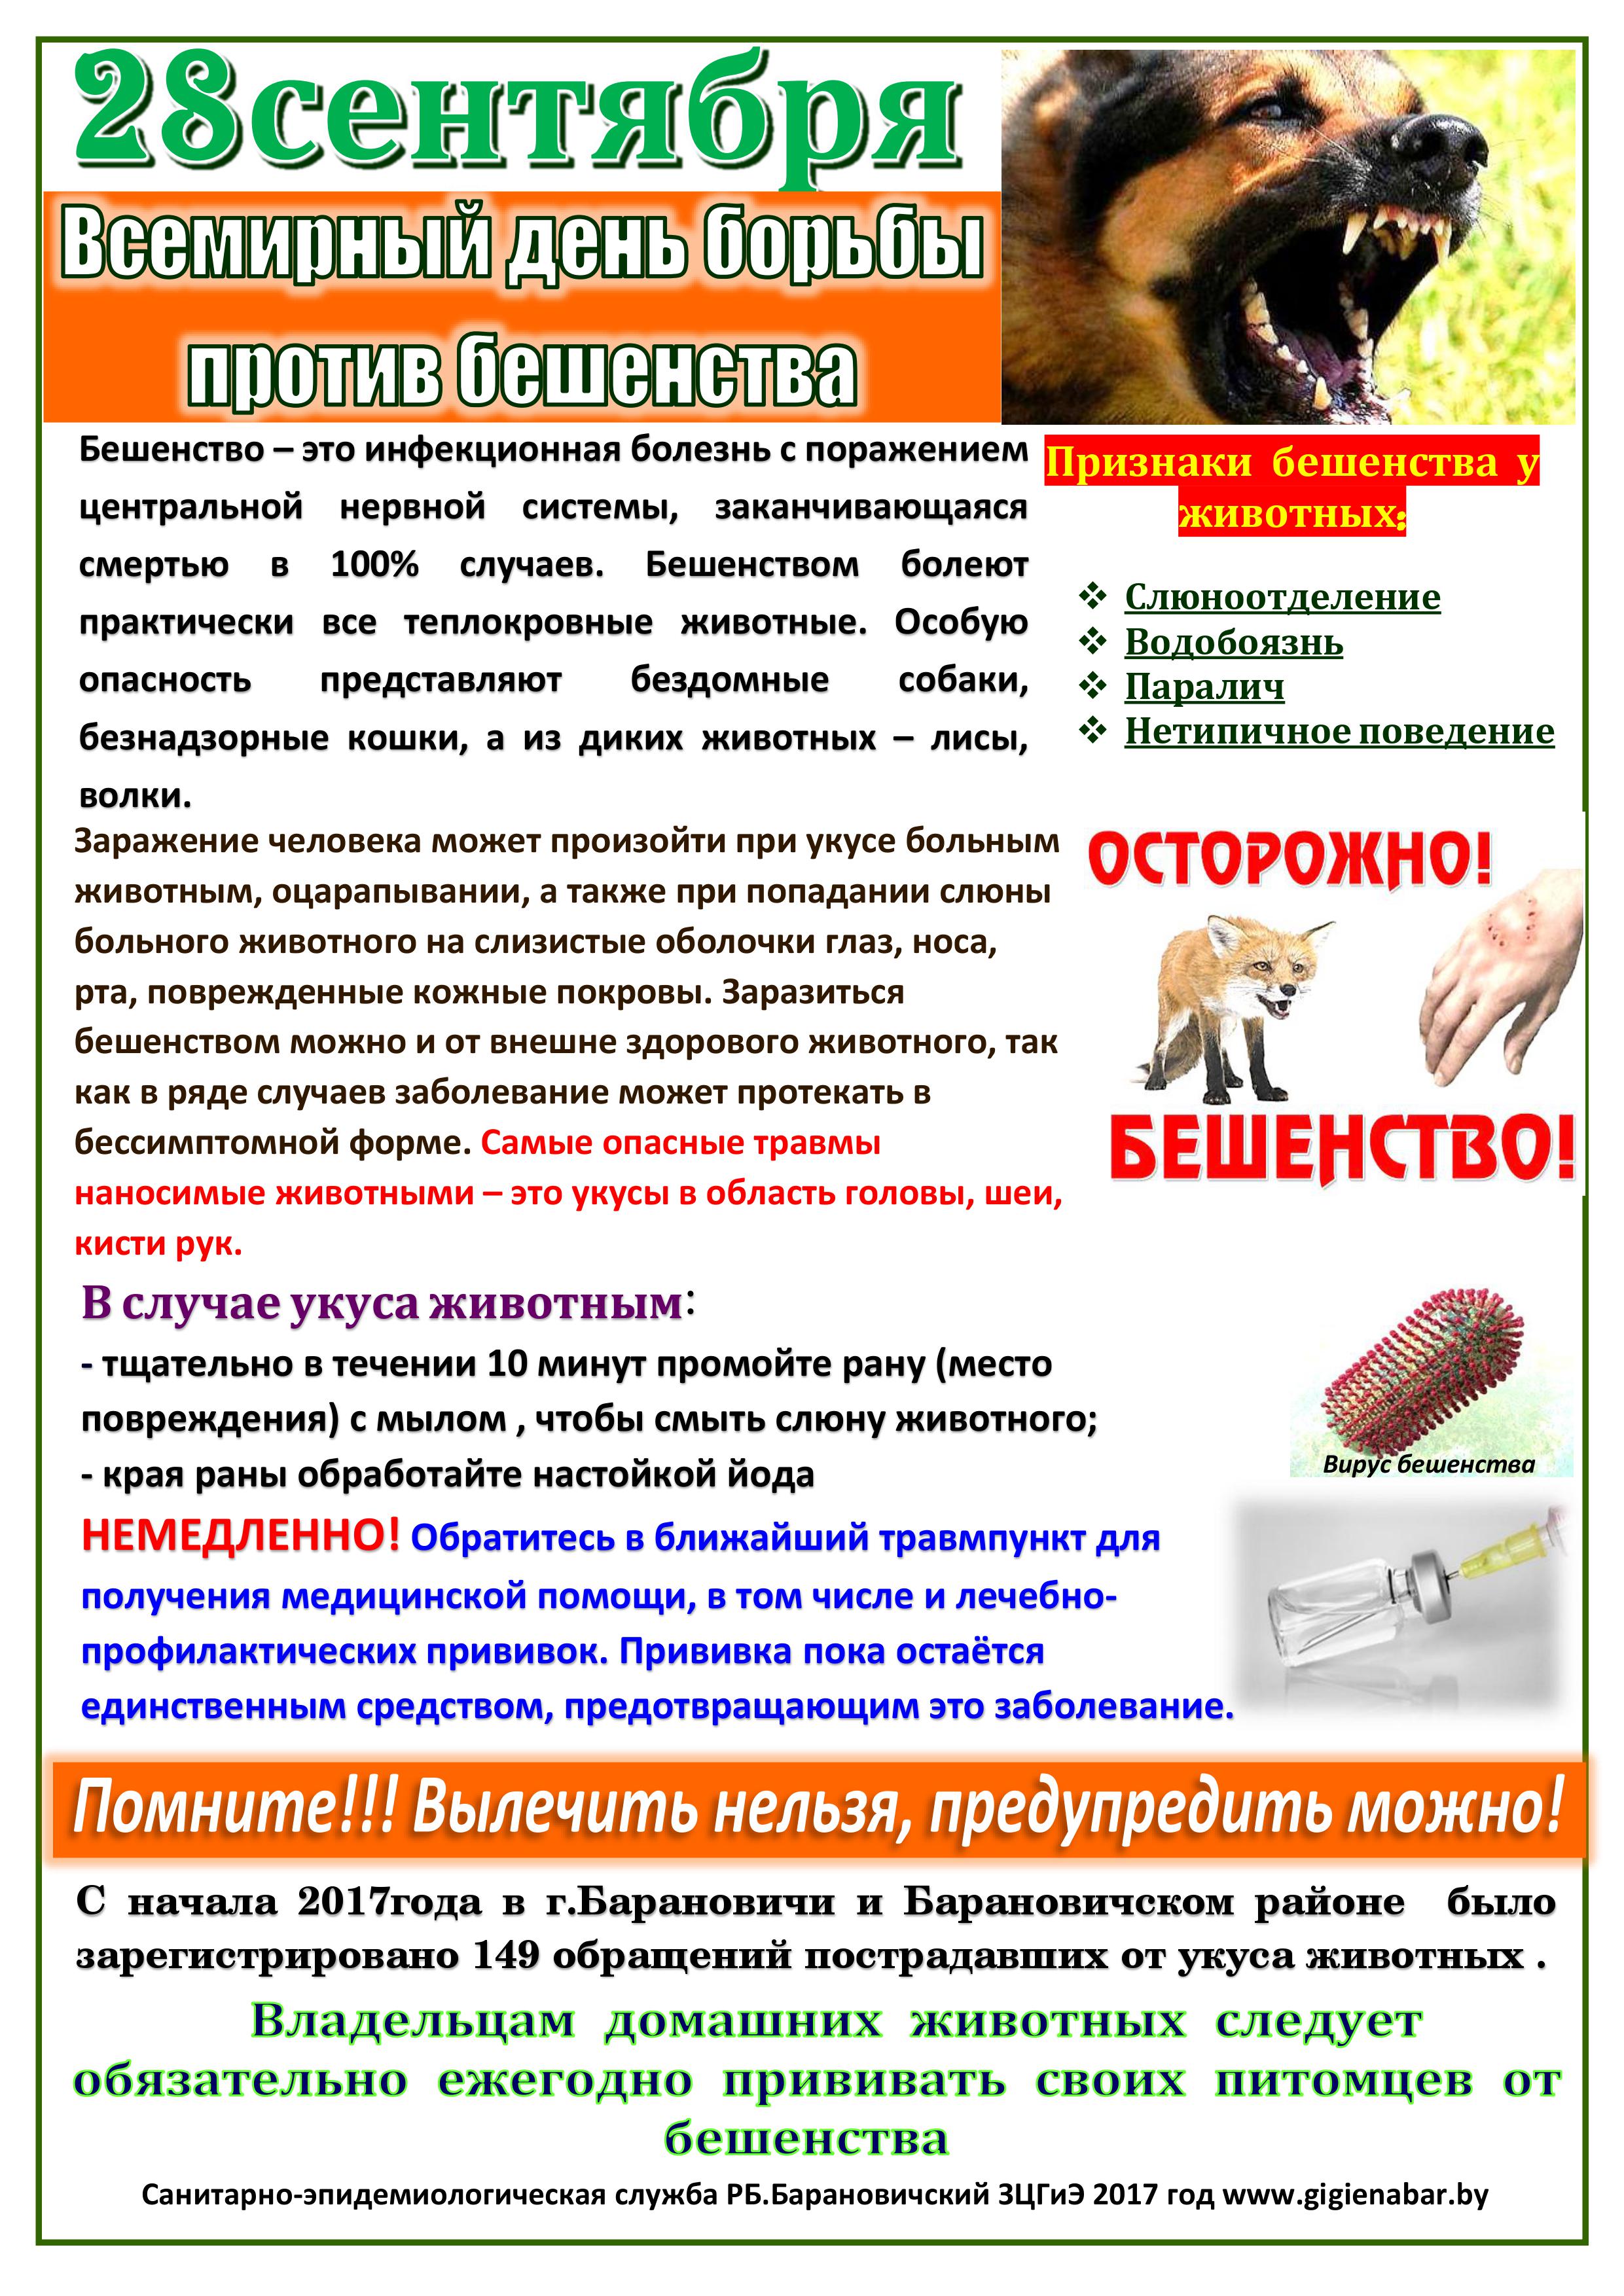 28сентября
Всемирный день борьбы
против бешенства
Бешенство – это инфекционная болезнь с поражением
центральной нервной системы, заканчивающаяся
смертью в 100% случаев. Бешенством болеют
практически все теплокровные животные. Особую
опасность представляют бездомные собаки,
безнадзорные кошки, а из диких животных – лисы,
волки.
Признаки бешенства у
животных:
❖ Слюноотделение
❖ Водобоязнь
❖ Паралич
❖ Нетипичное поведение
Заражение человека может произойти при укусе больным
животным, оцарапывании, а также при попадании слюны
больного животного на слизистые оболочки глаз, носа,
рта, поврежденные кожные покровы. Заразиться
бешенством можно и от внешне здорового животного, так
как в ряде случаев заболевание может протекать в
бессимптомной форме. Самые опасные травмы
наносимые животными – это укусы в область головы, шеи,
кисти рук.
ОСТОРОЖНО!
БЕШЕНСТВО!
В случае укуса животным:
- тщательно в течении 10 минут промойте рану (место
повреждения) с мылом , чтобы смыть слюну животного;
- края раны обработайте настойкой йода
Вирус бешенства
НЕМЕДЛЕННО! Обратитесь в ближайший травмпункт для
получения медицинской помощи, в том числе и лечебно-
профилактических прививок. Прививка пока остаётся
единственным средством, предотвращающим это заболевание.
Помните!!! Вылечить нельзя, предупредить можно!
С начала 2017года в г.Барановичи и Барановичском районе было
зарегистрировано 149 обращений пострадавших от укуса животных .
Владельцам домашних животных следует
обязательно ежегодно прививать своих питомцев от
бешенства
Санитарно-эпидемиологическая служба РБ.Барановичский ЗЦГиЭ 2017 год www.gigienabar.by